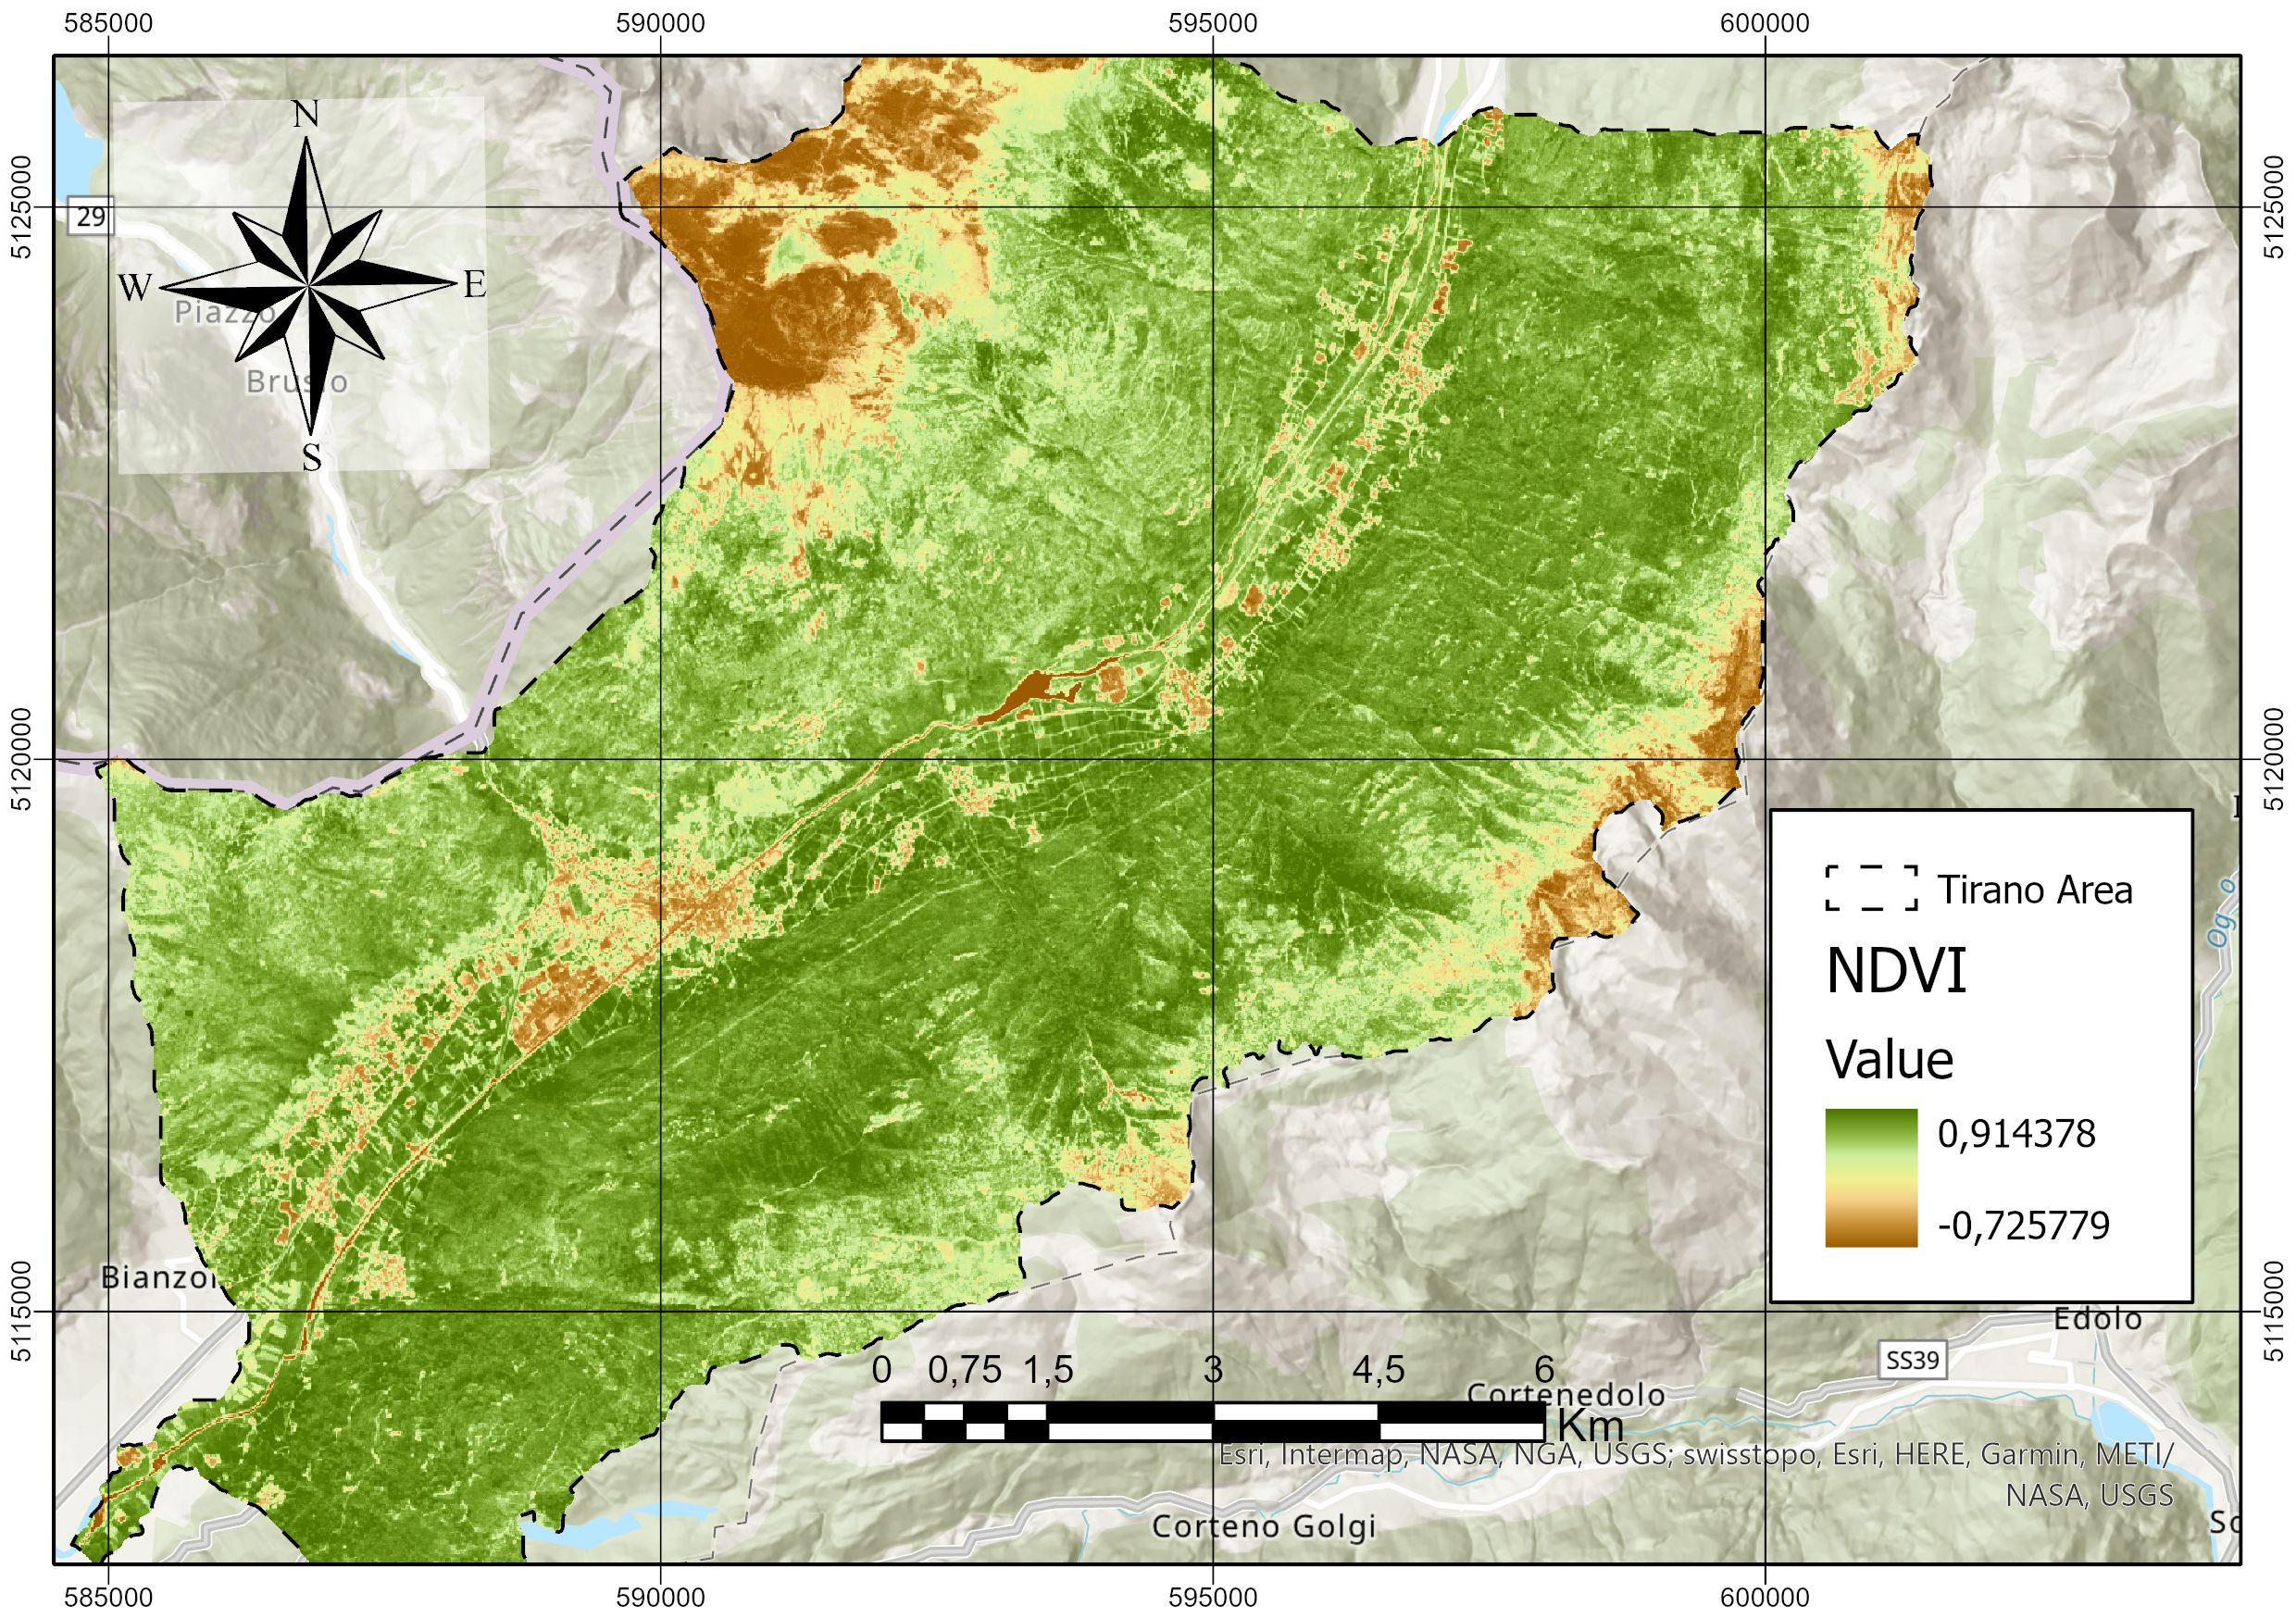 585000 590000 595000 600000
N
5125000
5125000
29
W
E
Piazzo
Brusio
S
5120000
5120000
Tirano Area
Og o
NDVI
Value
0,914378
-0,725779
Bianzo
5115000
5115000
Edolo
SS39
0 0,75 1,5 3 4,5 6
Cortenedolo
Km
Esri, Intermap, NASA, NGA, USGS; swisstopo, Esri, HERE, Garmin, METI/
NASA, USGS
Corteno Golgi
So
585000 590000 595000 600000